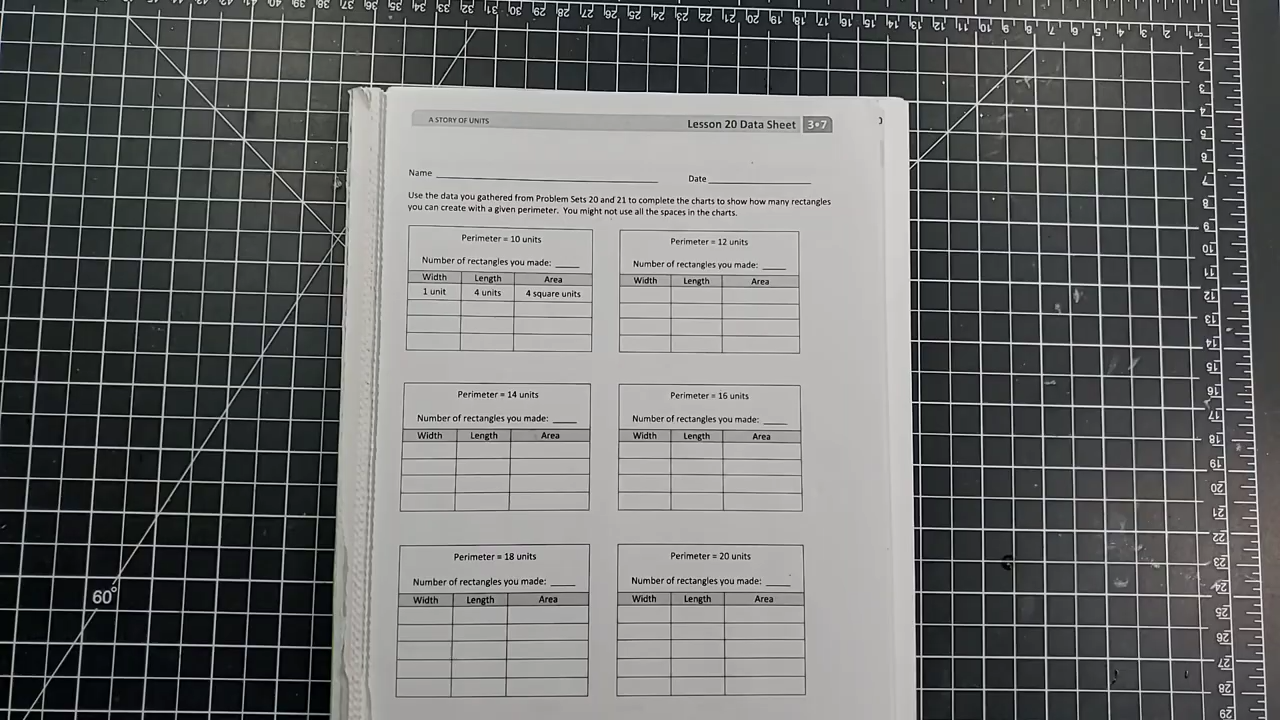 A STORY OF UNITS
Lesson 20 Data Sheet 3•7
Name
Date
Use the data you gathered from Problem Sets 20 and 21 to complete the charts to show how many rectangles
you can create with a given perimeter. You might not use all the spaces in the charts.
Perimeter = 10 units
Number of rectangles you made:
Width Length Area
1 unit 4 units 4 square units
Perimeter = 12 units
Number of rectangles you made:
Width Length Area
Perimeter = 14 units
Number of rectangles you made:
Width Length Area
Perimeter = 16 units
Number of rectangles you made:
Width Length Area
Perimeter = 18 units
Number of rectangles you made:
Width Length Area
Perimeter = 20 units
Number of rectangles you made:
Width Length Area
60°